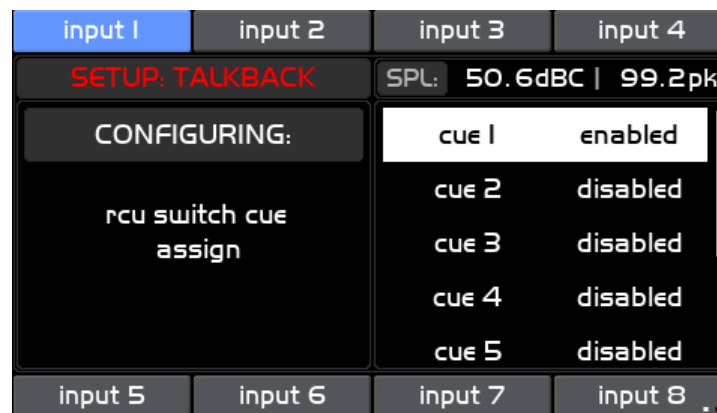 input 1 input 2 input 3 input 4
SETUP: TALKBACK SPL: 50.6dBC | 99.2pk
CONFIGURING:
rcu switch cue
assign
cue 1 enabled
cue 2 disabled
cue 3 disabled
cue 4 disabled
cue 5 disabled
input 5 input 6 input 7 input 8